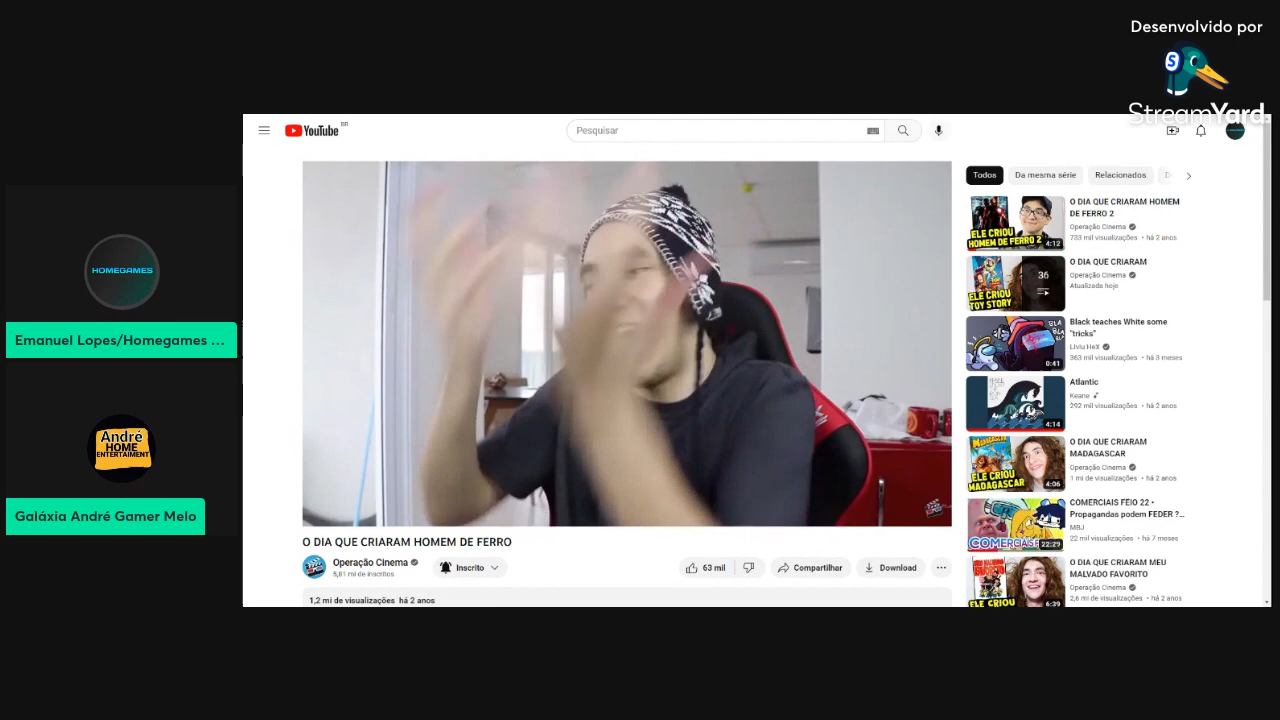 Desenvolvido por
S
StreamYard.
YouTube
BR
Pesquisar
HOMEGAMES
Emanuel Lopes/Homegames ...
André
HOME
ENTERTAIMENT
Galáxia André Gamer Melo
O DIA QUE CRIARAM HOMEM DE FERRO
Operação Cinema
5,81 mi de inscritos
Inscrito
63 mil
Compartilhar
Download
1,2 mi de visualizações há 2 anos
Todos
Da mesma série
Relacionados
D
ELE CRIOU
HOMEM DE FERRO 2
4:12
O DIA QUE CRIARAM HOMEM
DE FERRO 2
Operação Cinema
733 mil visualizações • há 2 anos
ELE CRIOU
TOY STORY
36
O DIA QUE CRIARAM
Operação Cinema
Atualizada hoje
BLA
BLA
0:41
Black teaches White some
"tricks"
Liviu HeX
363 mil visualizações • há 3 meses
4:14
Atlantic
Keane
292 mil visualizações • há 2 anos
MADAGASCAR
ELE CRIOU
MADAGASCAR
4:06
O DIA QUE CRIARAM
MADAGASCAR
Operação Cinema
1 mi de visualizações • há 2 anos
COMERCIAIS
22:29
COMERCIAIS FEIO 22 •
Propagandas podem FEDER ?...
MBJ
22 mil visualizações • há 7 meses
ELE CRIOU
6:39
O DIA QUE CRIARAM MEU
MALVADO FAVORITO
Operação Cinema
2,6 mi de visualizações • há 2 anos